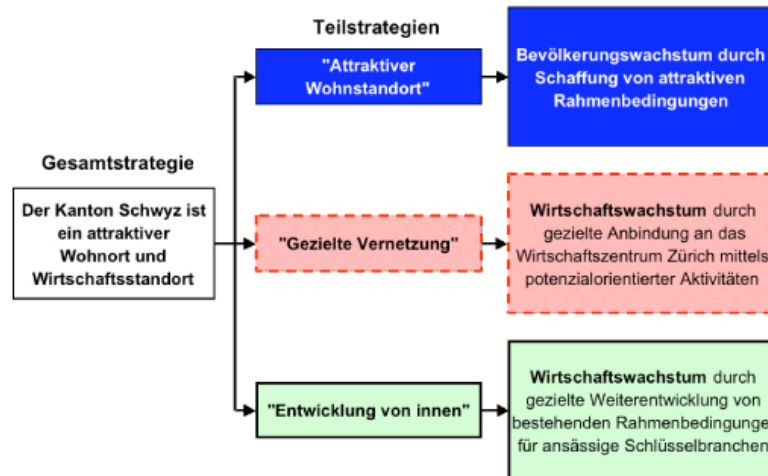 Teilstrategien
"Attraktiver
Wohnstandort"
Bevölkerungswachstum durch
Schaffung von attraktiven
Rahmenbedingungen
Gesamtstrategie
Der Kanton Schwyz ist
ein attraktiver
Wohnort und
Wirtschaftsstandort
"Gezielte Vernetzung"
Wirtschaftswachstum durch
gezielte Anbindung an das
Wirtschaftszentrum Zürich mittels
potenzialorientierter Aktivitäten
"Entwicklung von innen"
Wirtschaftswachstum durch
gezielte Weiterentwicklung von
bestehenden Rahmenbedingunge
für ansässige Schlüsselbranchen